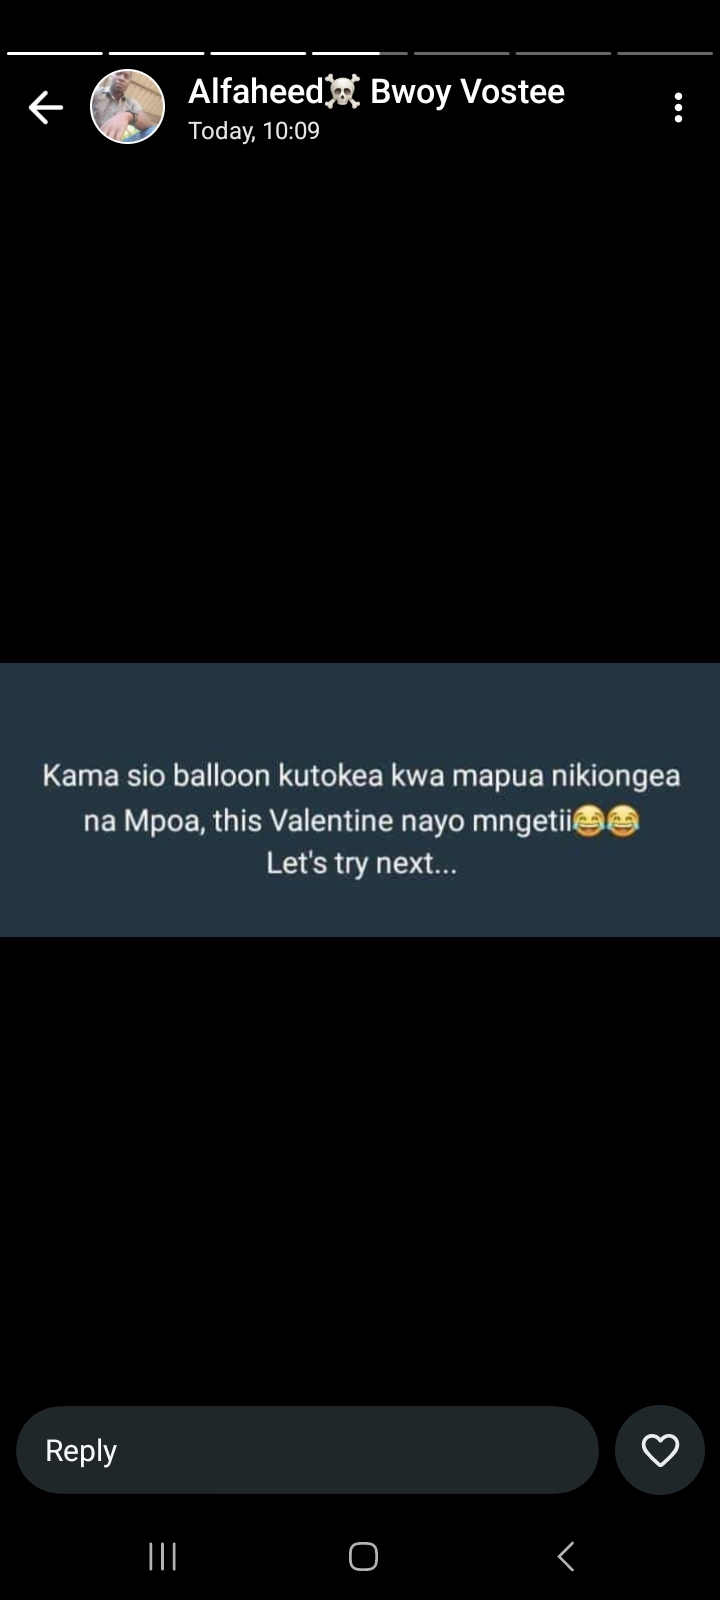 Alfaheed☠️ Bwoy Vostee
Today, 10:09
Kama sio balloon kutokea kwa mapua nikiongea
na Mpoa, this Valentine nayo mngetii😂😂
Let's try next...
Reply